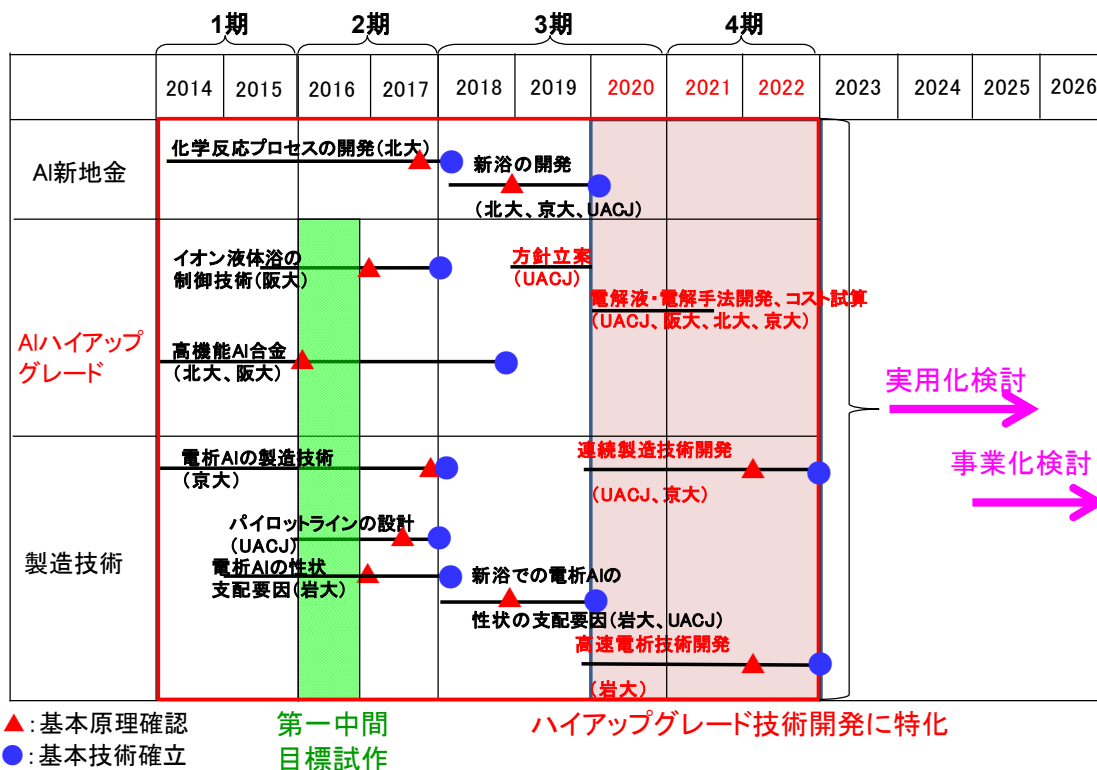 1期 2期 3期 4期
2014 2015 2016 2017 2018 2019 2020 2021 2022 2023 2024 2025 2026
Al新地金
化学反応プロセスの開発(北大)
新浴の開発
(北大、京大、UACJ)
Alハイアップ
グレード
イオン液体浴の
制御技術(阪大)
方針立案
(UACJ)
電解液・電解手法開発、コスト試算
(UACJ、阪大、北大、京大)
高機能Al合金
(北大、阪大)
製造技術
電析Alの製造技術
(京大)
連続製造技術開発
(UACJ、京大)
パイロットラインの設計
(UACJ)
電析Alの性状
支配要因(岩大)
新浴での電析Alの
性状の支配要因(岩大、UACJ)
高速電析技術開発
(岩大)
実用化検討
事業化検討
▲:基本原理確認
●:基本技術確立
第一中間
目標試作
ハイアップグレード技術開発に特化